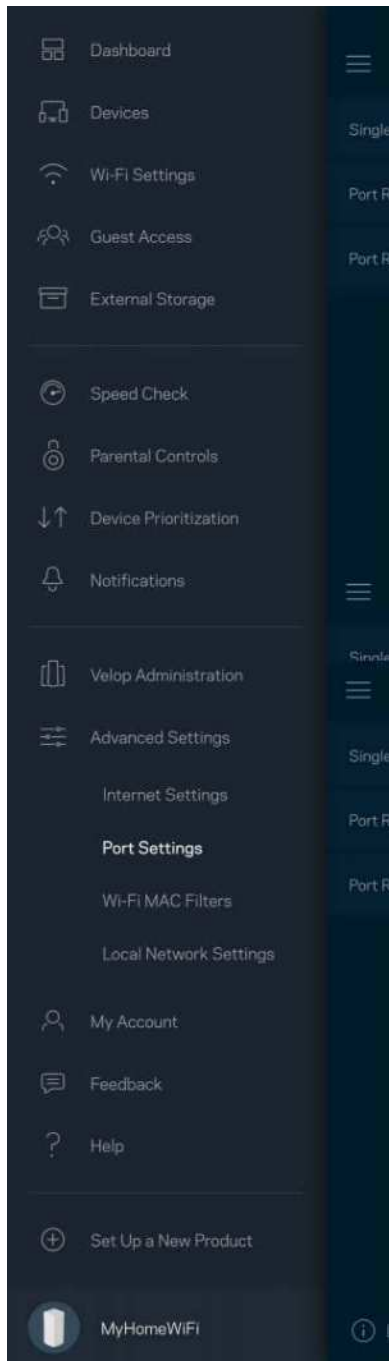 Dashboard
Devices
Wi-Fi Settings
Guest Access
External Storage
Speed Check
Parental Controls
Device Prioritization
Notifications
Velop Administration
Advanced Settings
Internet Settings
Port Settings
Wi-Fi MAC Filters
Local Network Settings
My Account
Feedback
Help
Set Up a New Product
MyHomeWiFi
Single
Port R
Port R
Single
Single
Port R
Port R